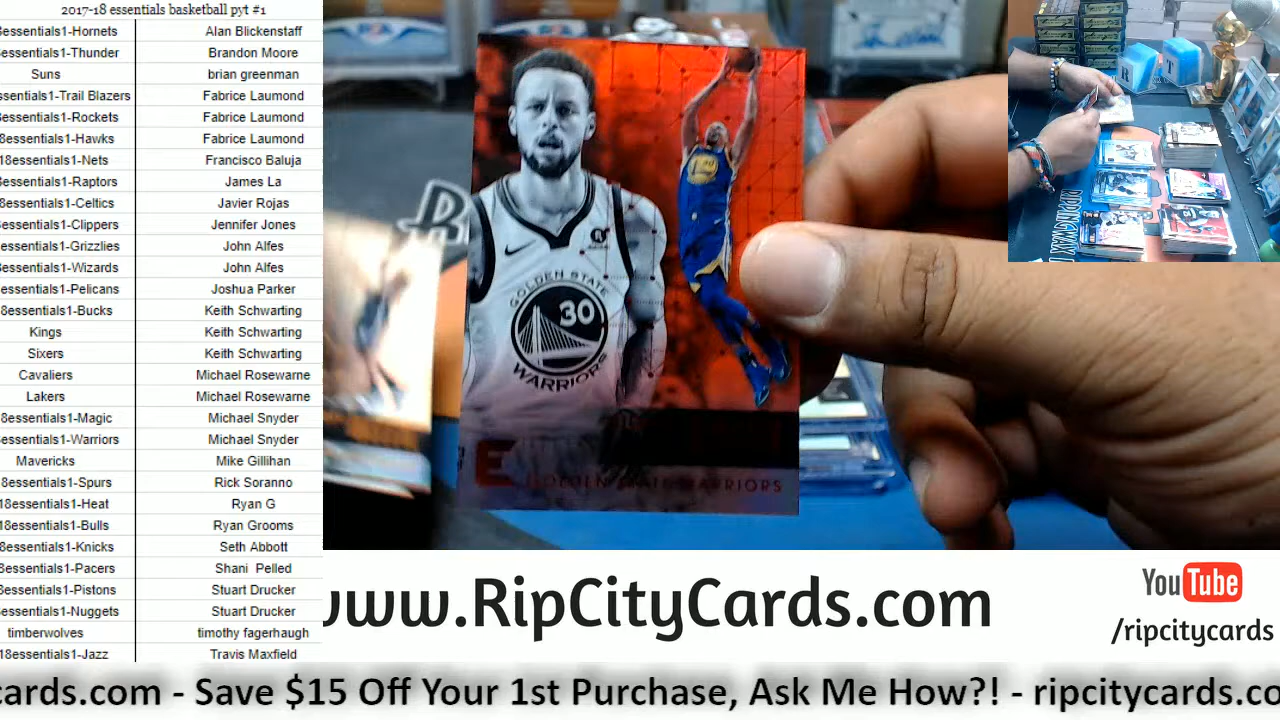 2017-18 essentials basketball pyt #1
8essentials1-Hornets Alan Blickenstaff
8essentials1-Thunder Brandon Moore
Suns brian greenman
ssentials1-Trail Blazers Fabrice Laumond
8essentials1-Rockets Fabrice Laumond
8essentials1-Hawks Fabrice Laumond
18essentials1-Nets Francisco Baluja
8essentials1-Raptors James La
8essentials1-Celtics Javier Rojas
8essentials1-Clippers Jennifer Jones
8essentials1-Grizzlies John Alfes
8essentials1-Wizards John Alfes
essentials1-Pelicans Joshua Parker
8essentials1-Bucks Keith Schwarting
Kings Keith Schwarting
Sixers Keith Schwarting
Cavaliers Michael Rosewarne
Lakers Michael Rosewarne
18essentials1-Magic Michael Snyder
essentials1-Warriors Michael Snyder
Mavericks Mike Gillihan
8essentials1-Spurs Rick Soranno
18essentials1-Heat Ryan G
18essentials1-Bulls Ryan Grooms
8essentials1-Knicks Seth Abbott
8essentials1-Pacers Shani Pelled
8essentials1-Pistons Stuart Drucker
essentials1-Nuggets Stuart Drucker
timberwolves timothy fagerhaugh
18essentials1-Jazz Travis Maxfield
GOLDEN STATE
30
WARRIORS
E
GOLDEN STATE WARRIORS
R T
RIPPINGWAX
www.RipCityCards.com
YouTube
/ripcitycards
cards.com - Save $15 Off Your 1st Purchase, Ask Me How?! - ripcitycards.co